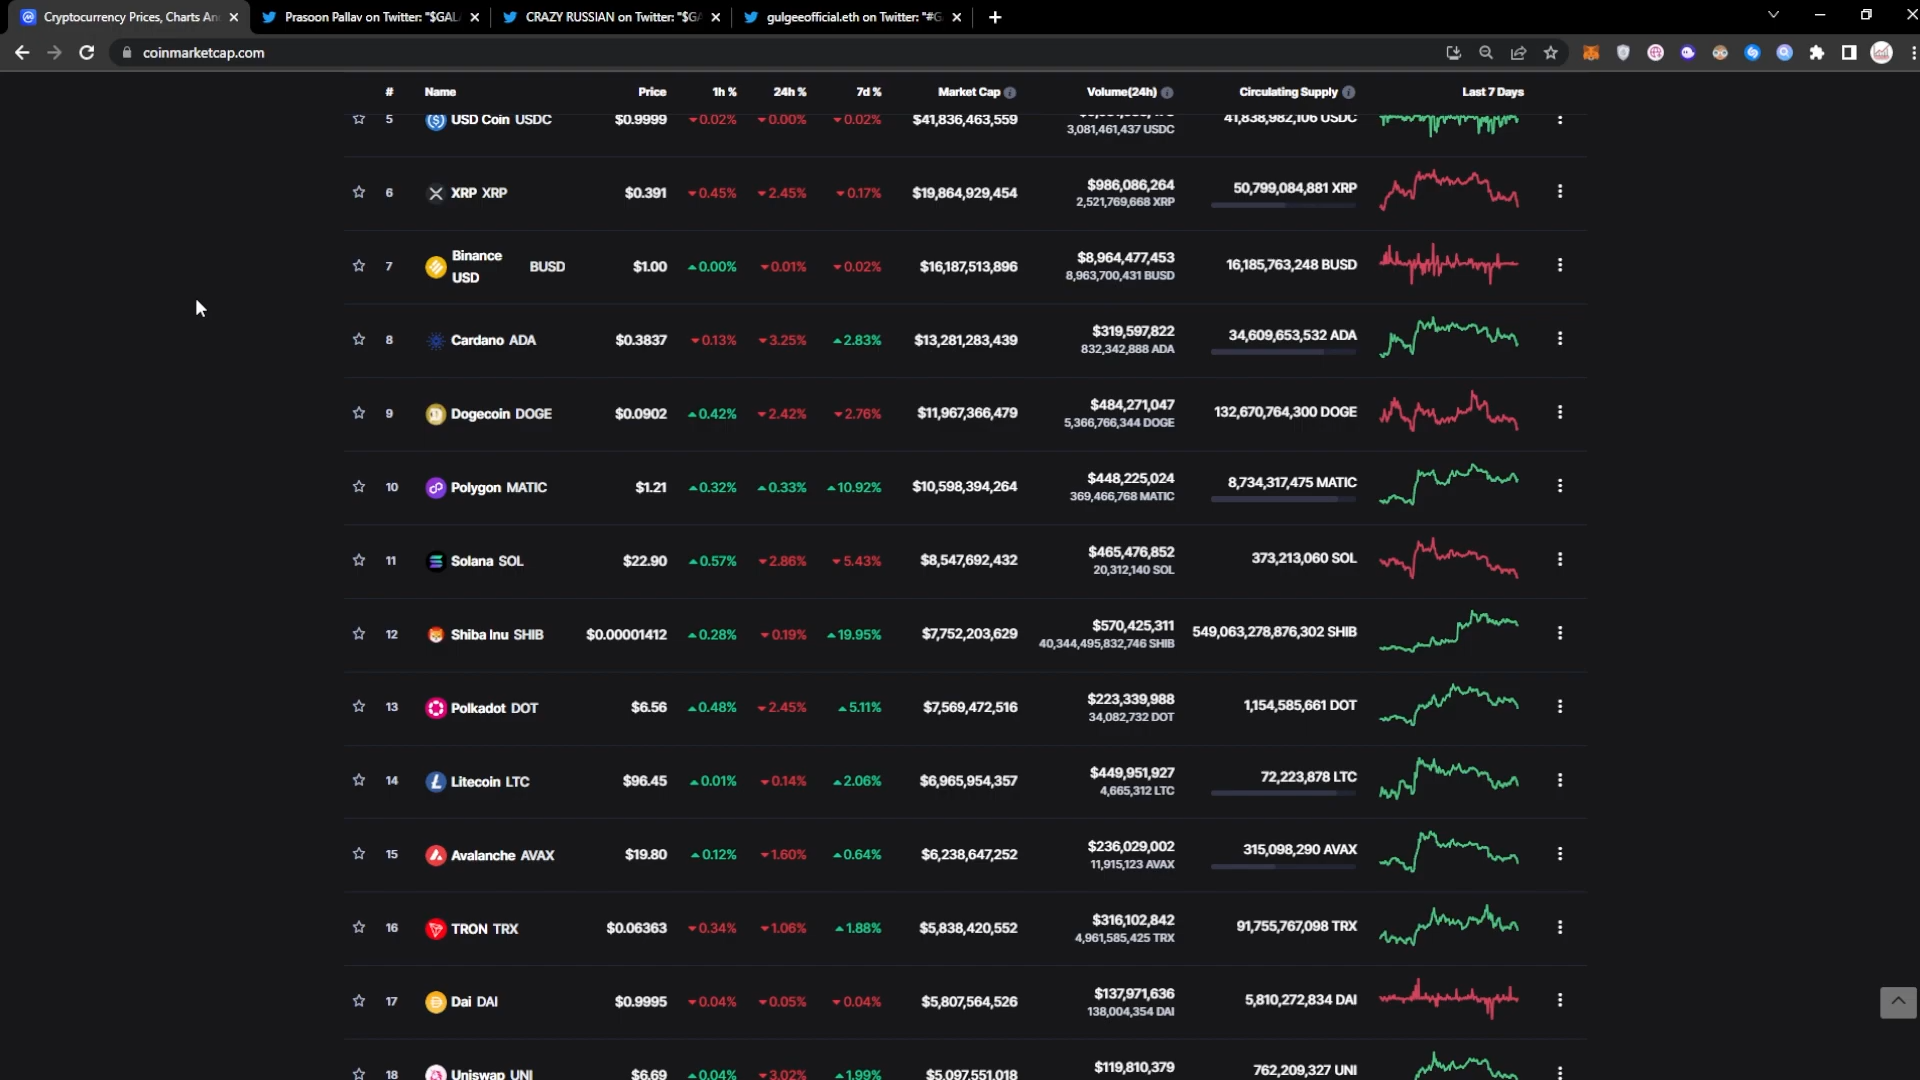 Cryptocurrency Prices, Charts An
Prasoon Pallav on Twitter: "$GAL
CRAZY RUSSIAN on Twitter: "$GA
gulgeeofficial.eth on Twitter: "#G
coinmarketcap.com
# Name Price 1h % 24h % 7d % Market Cap Volume(24h) Circulating Supply Last 7 Days
5 USD Coin USDC $0.9999 0.02% 0.00% 0.02% $41,836,463,559 41,838,982,106 USDC
3,081,461,437 USDC
6 XRP XRP $0.391 0.45% 2.45% 0.17% $19,864,929,454 $986,086,264 50,799,084,881 XRP
2,521,769,668 XRP
7 Binance USD BUSD $1.00 0.00% 0.01% 0.02% $16,187,513,896 $8,964,477,453 16,185,763,248 BUSD
8,963,700,431 BUSD
8 Cardano ADA $0.3837 0.13% 3.25% 2.83% $13,281,283,439 $319,597,822 34,609,653,532 ADA
832,342,888 ADA
9 Dogecoin DOGE $0.0902 0.42% 2.42% 2.76% $11,967,366,479 $484,271,047 132,670,764,300 DOGE
5,366,766,344 DOGE
10 Polygon MATIC $1.21 0.32% 0.33% 10.92% $10,598,394,264 $448,225,024 8,734,317,475 MATIC
369,466,768 MATIC
11 Solana SOL $22.90 0.57% 2.86% 5.43% $8,547,692,432 $465,476,852 373,213,060 SOL
20,312,140 SOL
12 Shiba Inu SHIB $0.00001412 0.28% 0.19% 19.95% $7,752,203,629 $570,425,311 549,063,278,876,302 SHIB
40,344,495,832,746 SHIB
13 Polkadot DOT $6.56 0.48% 2.45% 5.11% $7,569,472,516 $223,339,988 1,154,585,661 DOT
34,082,732 DOT
14 Litecoin LTC $96.45 0.01% 0.14% 2.06% $6,965,954,357 $449,951,927 72,223,878 LTC
4,665,312 LTC
15 Avalanche AVAX $19.80 0.12% 1.60% 0.64% $6,238,647,252 $236,029,002 315,098,290 AVAX
11,915,123 AVAX
16 TRON TRX $0.06363 0.34% 1.06% 1.88% $5,838,420,552 $316,102,842 91,755,767,098 TRX
4,961,585,425 TRX
17 Dai DAI $0.9995 0.04% 0.05% 0.04% $5,807,564,526 $137,971,636 5,810,272,834 DAI
138,004,354 DAI
18 Uniswap UNI $6.69 0.04% 3.02% 1.99% $5,097,551,018 $119,810,379 762,209,327 UNI